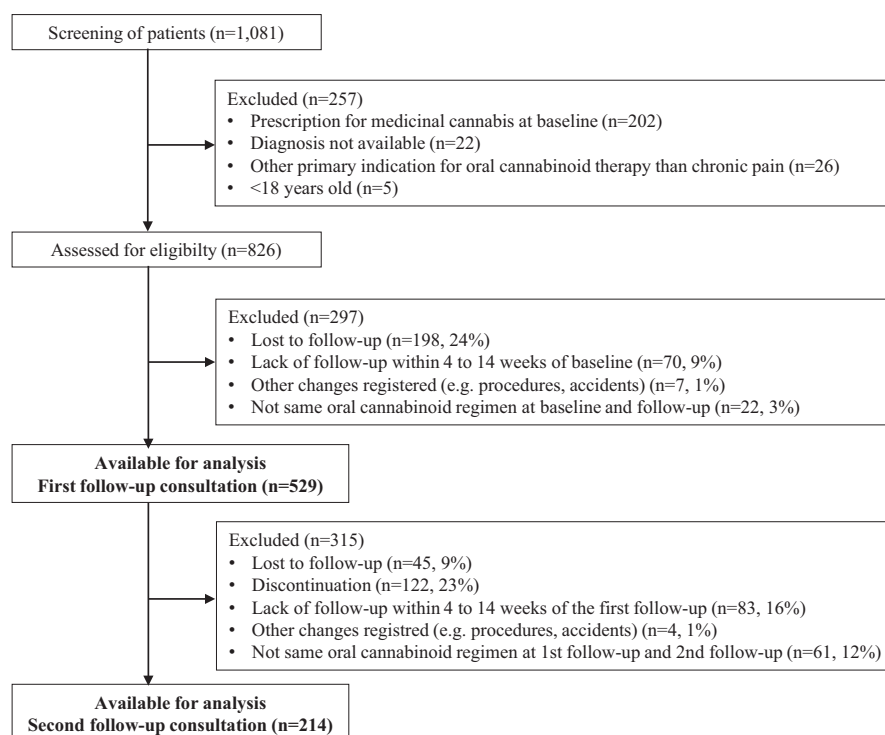 Screening of patients (n=1,081)
Excluded (n=257)
• Prescription for medicinal cannabis at baseline (n=202)
• Diagnosis not available (n=22)
• Other primary indication for oral cannabinoid therapy than chronic pain (n=26)
• <18 years old (n=5)
Assessed for eligibilty (n=826)
Excluded (n=297)
• Lost to follow-up (n=198, 24%)
• Lack of follow-up within 4 to 14 weeks of baseline (n=70, 9%)
• Other changes registered (e.g. procedures, accidents) (n=7, 1%)
• Not same oral cannabinoid regimen at baseline and follow-up (n=22, 3%)
Available for analysis
First follow-up consultation (n=529)
Excluded (n=315)
• Lost to follow-up (n=45, 9%)
• Discontinuation (n=122, 23%)
• Lack of follow-up within 4 to 14 weeks of the first follow-up (n=83, 16%)
• Other changes registred (e.g. procedures, accidents) (n=4, 1%)
• Not same oral cannabinoid regimen at 1st follow-up and 2nd follow-up (n=61, 12%)
Available for analysis
Second follow-up consultation (n=214)